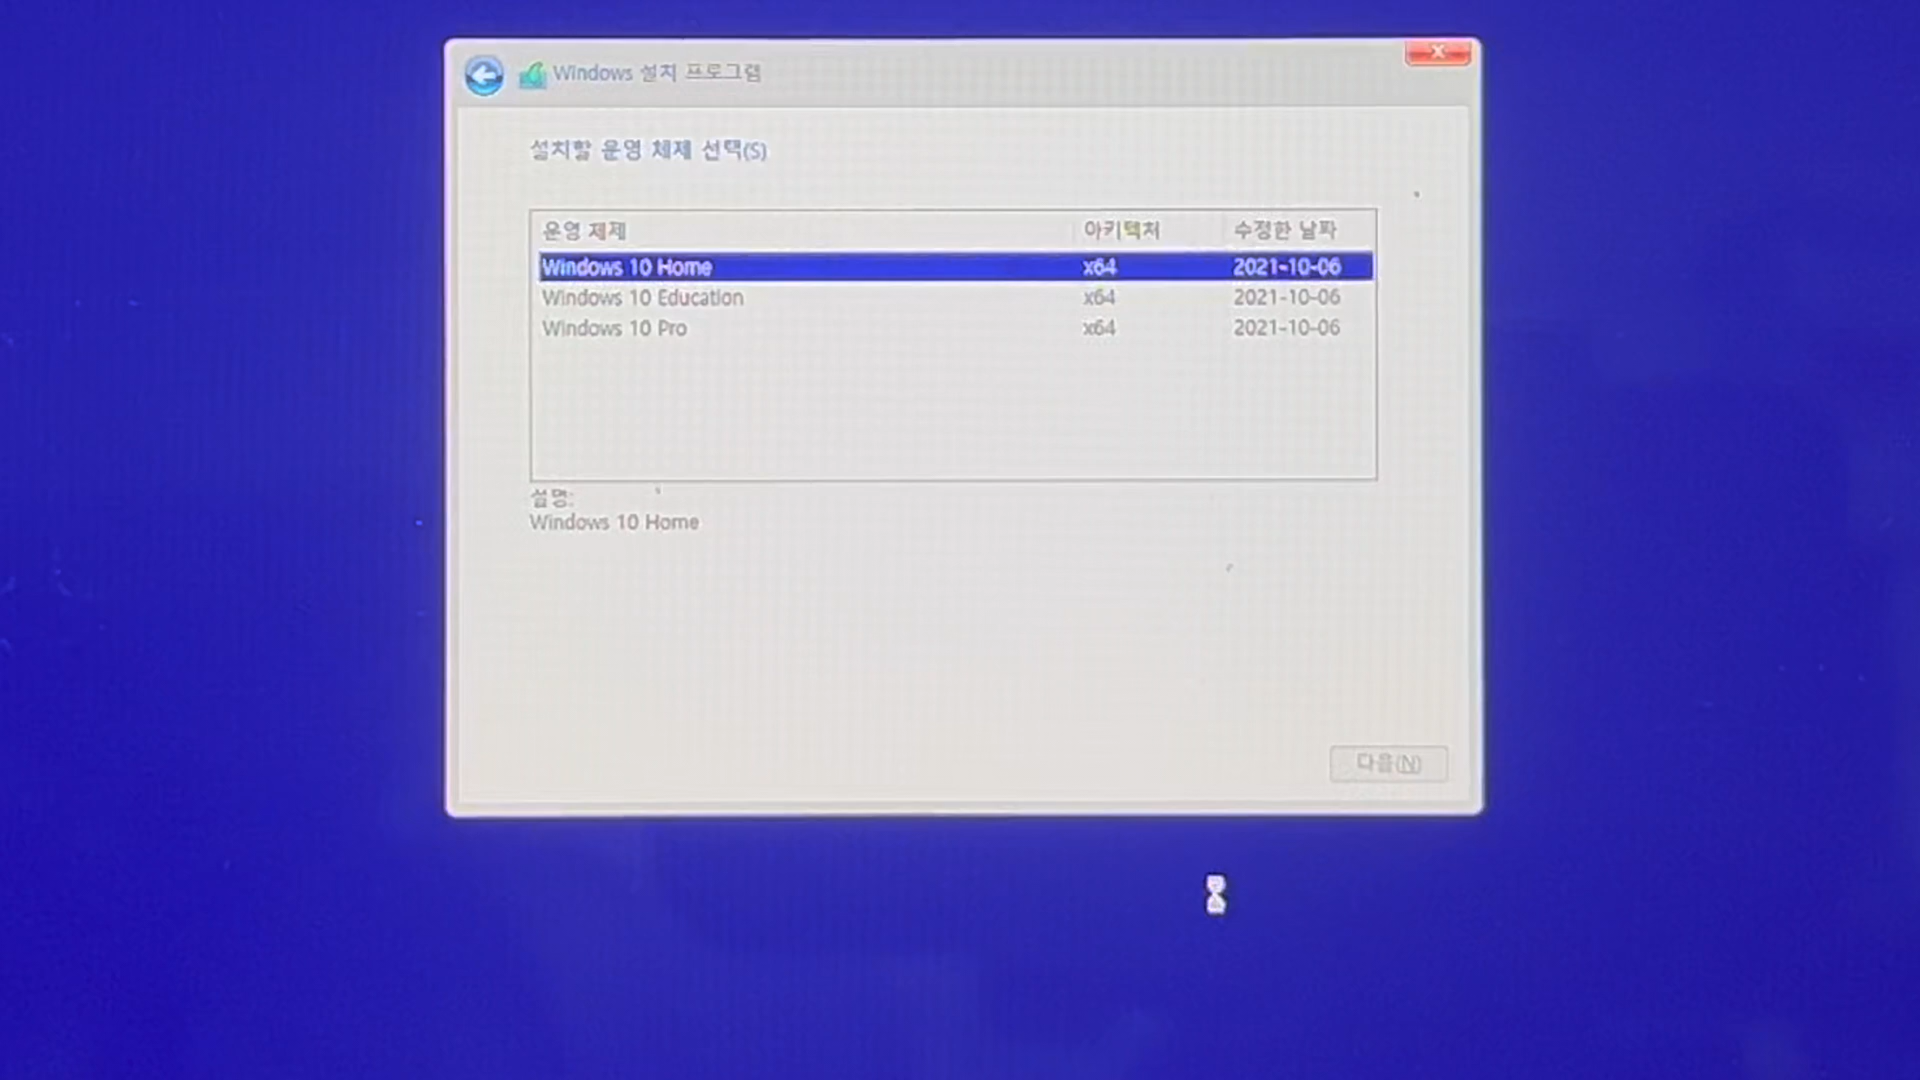 Windows 설치 프로그램
설치할 운영 체제 선택(S)
운영 체제 아키텍처 수정한 날짜
Windows 10 Home x64 2021-10-06
Windows 10 Education x64 2021-10-06
Windows 10 Pro x64 2021-10-06
설명:
Windows 10 Home
다음(N)